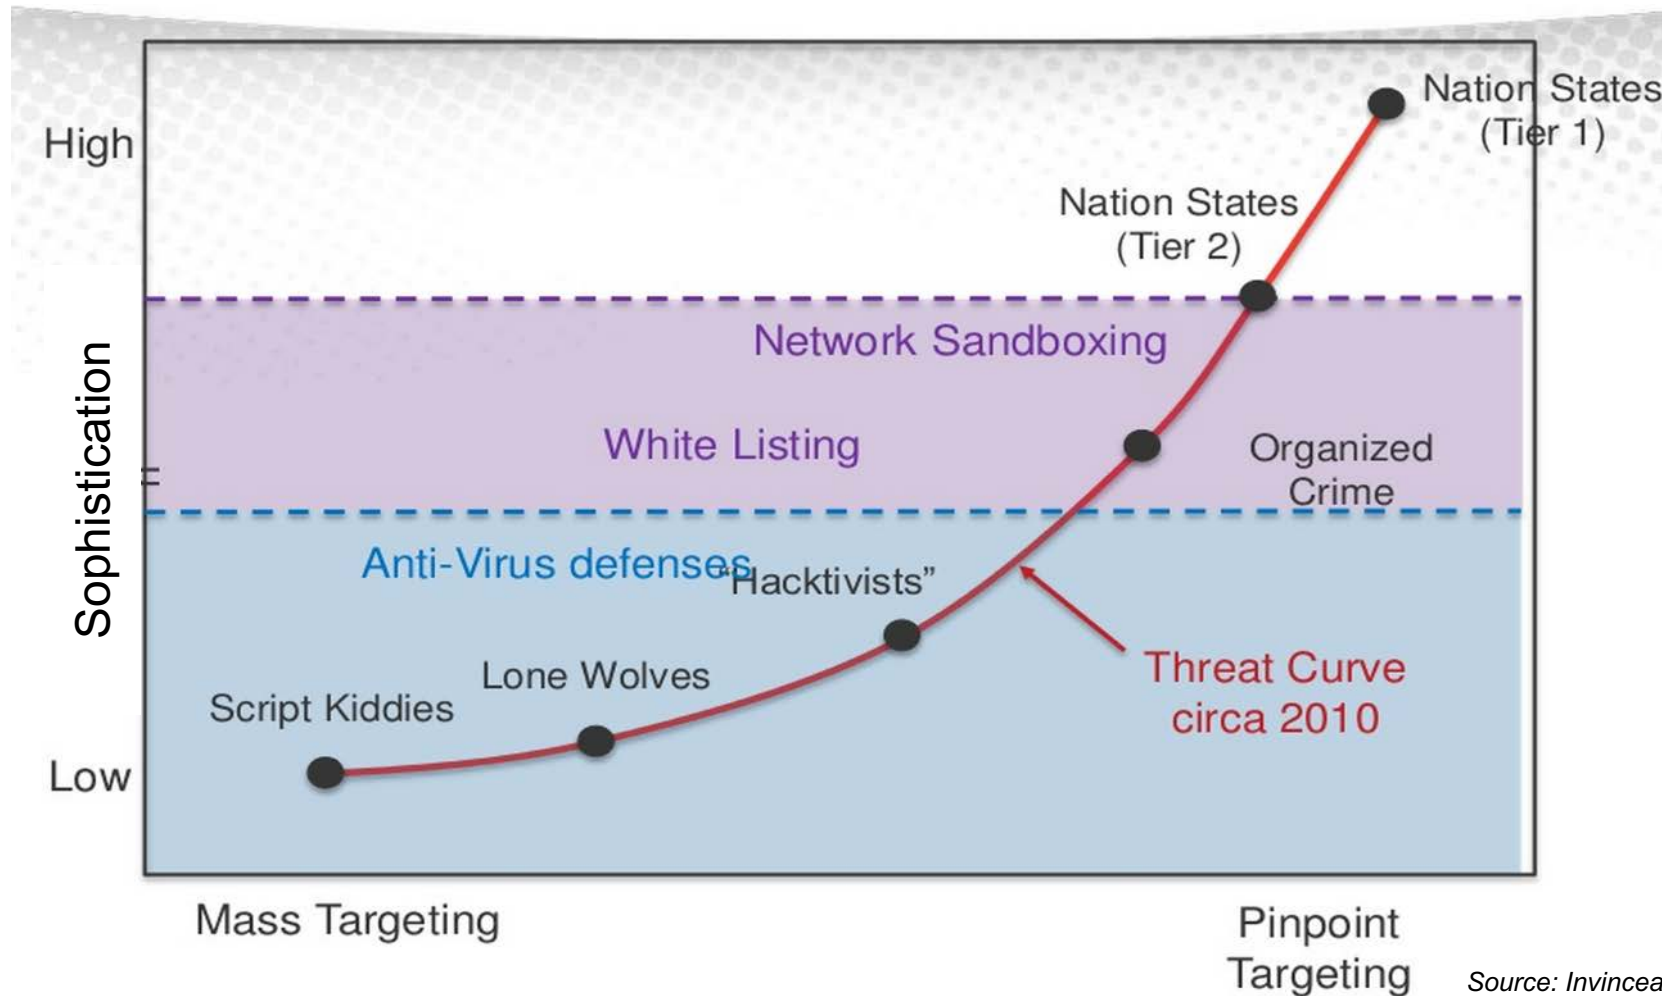 Nation States
(Tier 1)
High
Nation States
(Tier 2)
Network Sandboxing
White Listing
Organized
Crime
Sophistication
Anti-Virus defenses
“Hacktivists”
Lone Wolves
Script Kiddies
Threat Curve
circa 2010
Low
Mass Targeting
Pinpoint
Targeting
Source: Invincea